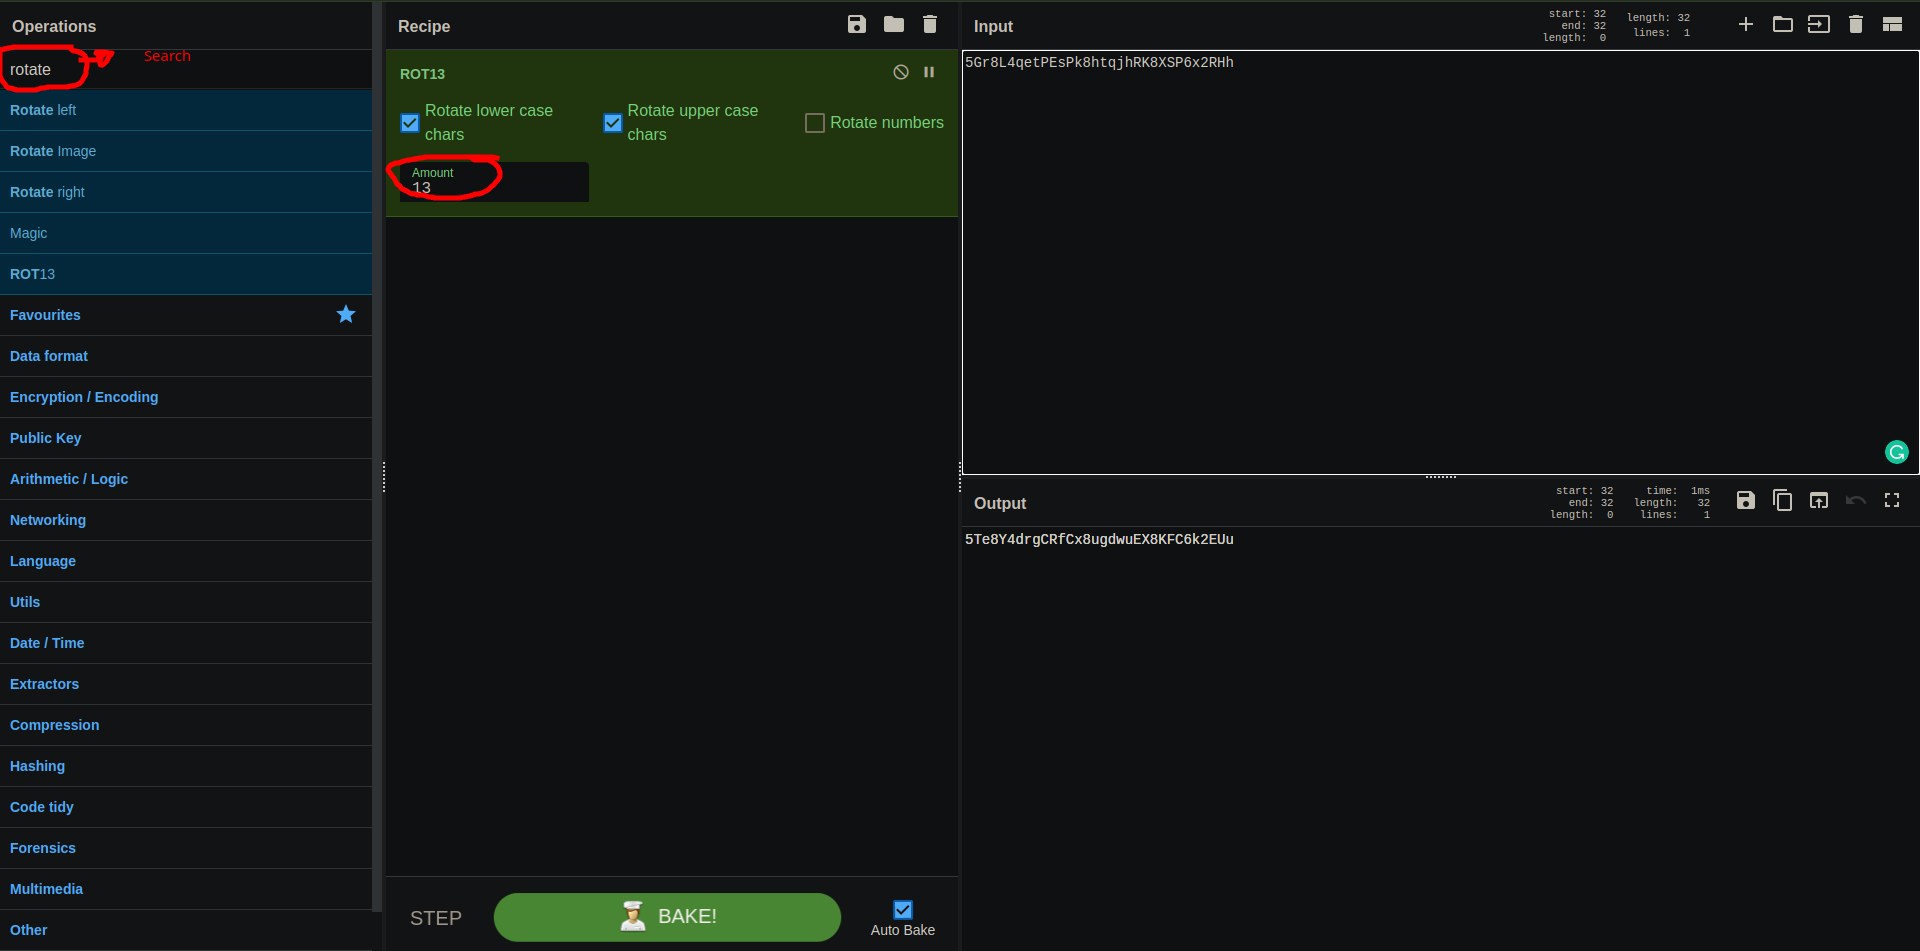 Operations
rotate
Search
Rotate left
Rotate Image
Rotate right
Magic
ROT13
Favourites
Data format
Encryption / Encoding
Public Key
Arithmetic / Logic
Networking
Language
Utils
Date / Time
Extractors
Compression
Hashing
Code tidy
Forensics
Multimedia
Other
Recipe
ROT13
Rotate lower case
chars
Rotate upper case
chars
Rotate numbers
Amount
13
STEP
BAKE!
Auto Bake
Input
start: 32
end: 32
length: 0
length: 32
lines: 1
5Gr8L4qetPEsPk8htqjhRK8XSP6x2RHh
Output
start: 32
end: 32
length: 0
time: 1ms
length: 32
lines: 1
5Te8Y4drgCRfCx8ugdwuEX8KFC6k2EUu